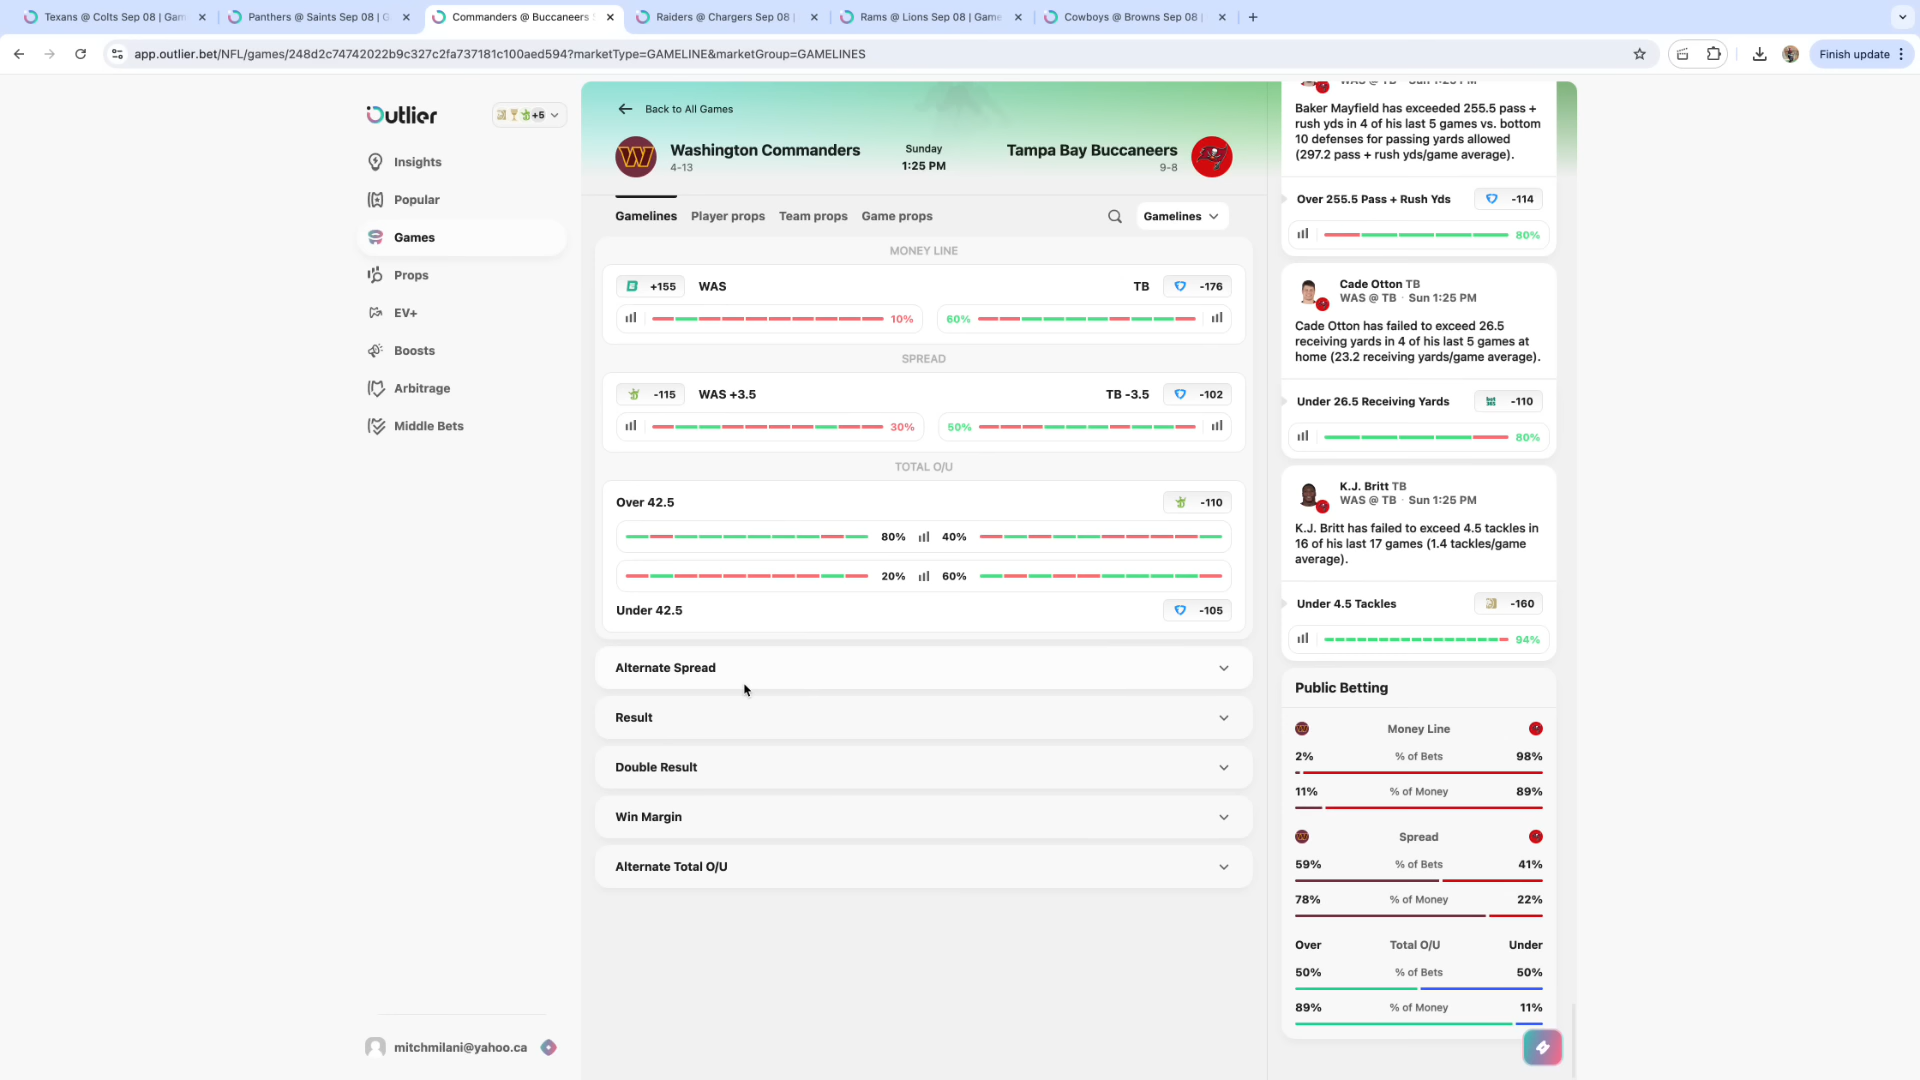 Texans @ Colts Sep 08 | Gam
Panthers @ Saints Sep 08 | G
Commanders @ Buccaneers
Raiders @ Chargers Sep 08 |
Rams @ Lions Sep 08 | Game
Cowboys @ Browns Sep 08 |
app.outlier.bet/NFL/games/248d2c74742022b9c327c2fa737181c100aed594?marketType=GAMELINE&marketGroup=GAMELINES
Finish update
Outlier
+5
Insights
Popular
Games
Props
EV+
Boosts
Arbitrage
Middle Bets
mitchmilani@yahoo.ca
Back to All Games
Washington Commanders
4-13
Sunday
1:25 PM
Tampa Bay Buccaneers
9-8
Gamelines Player props Team props Game props
Gamelines
MONEY LINE
+155 WAS TB -176
10% 60%
SPREAD
-115 WAS +3.5 TB -3.5 -102
30% 50%
TOTAL O/U
Over 42.5 -110
80% 40%
20% 60%
Under 42.5 -105
Alternate Spread
Result
Double Result
Win Margin
Alternate Total O/U
WAS @ TB · Sun 1:25 PM
Baker Mayfield has exceeded 255.5 pass +
rush yds in 4 of his last 5 games vs. bottom
10 defenses for passing yards allowed
(297.2 pass + rush yds/game average).
Over 255.5 Pass + Rush Yds -114
80%
Cade Otton TB
WAS @ TB · Sun 1:25 PM
Cade Otton has failed to exceed 26.5
receiving yards in 4 of his last 5 games at
home (23.2 receiving yards/game average).
Under 26.5 Receiving Yards bet365 -110
80%
K.J. Britt TB
WAS @ TB · Sun 1:25 PM
K.J. Britt has failed to exceed 4.5 tackles in
16 of his last 17 games (1.4 tackles/game
average).
Under 4.5 Tackles -160
94%
Public Betting
Money Line
2% % of Bets 98%
11% % of Money 89%
Spread
59% % of Bets 41%
78% % of Money 22%
Over Total O/U Under
50% % of Bets 50%
89% % of Money 11%